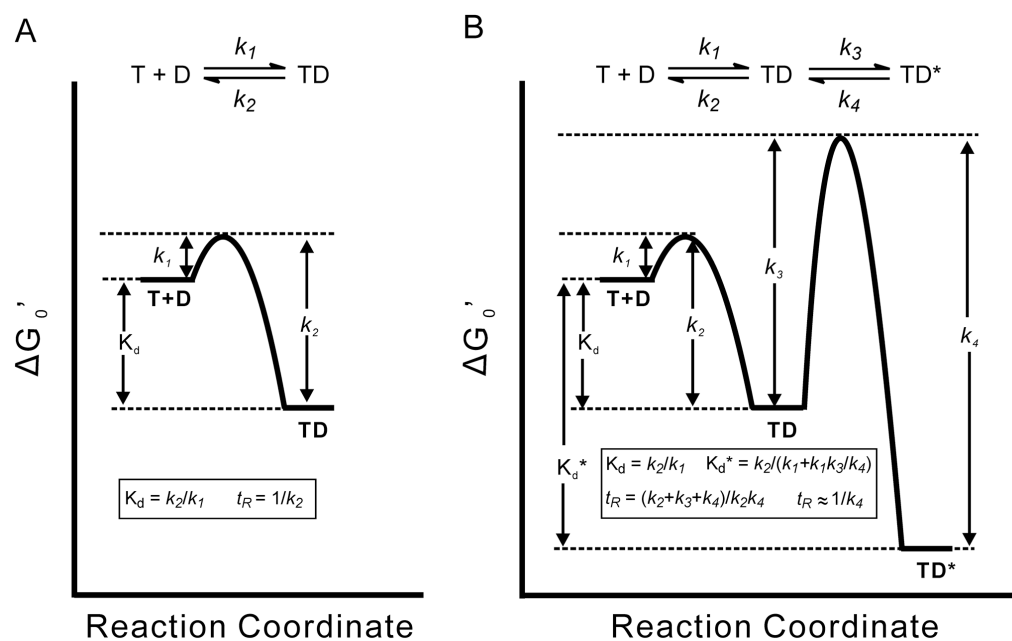 A
T + D k1 k2 TD
ΔG0'
k1
T+D
Kd
k2
TD
Kd = k2/k1 tR = 1/k2
Reaction Coordinate
B
T + D k1 k2 TD k3 k4 TD*
ΔG0'
k1
T+D
Kd
k2
k3
k4
TD
Kd*
Kd = k2/k1 Kd* = k2/(k1+k1k3/k4)
tR = (k2+k3+k4)/k2k4 tR ≈ 1/k4
TD*
Reaction Coordinate